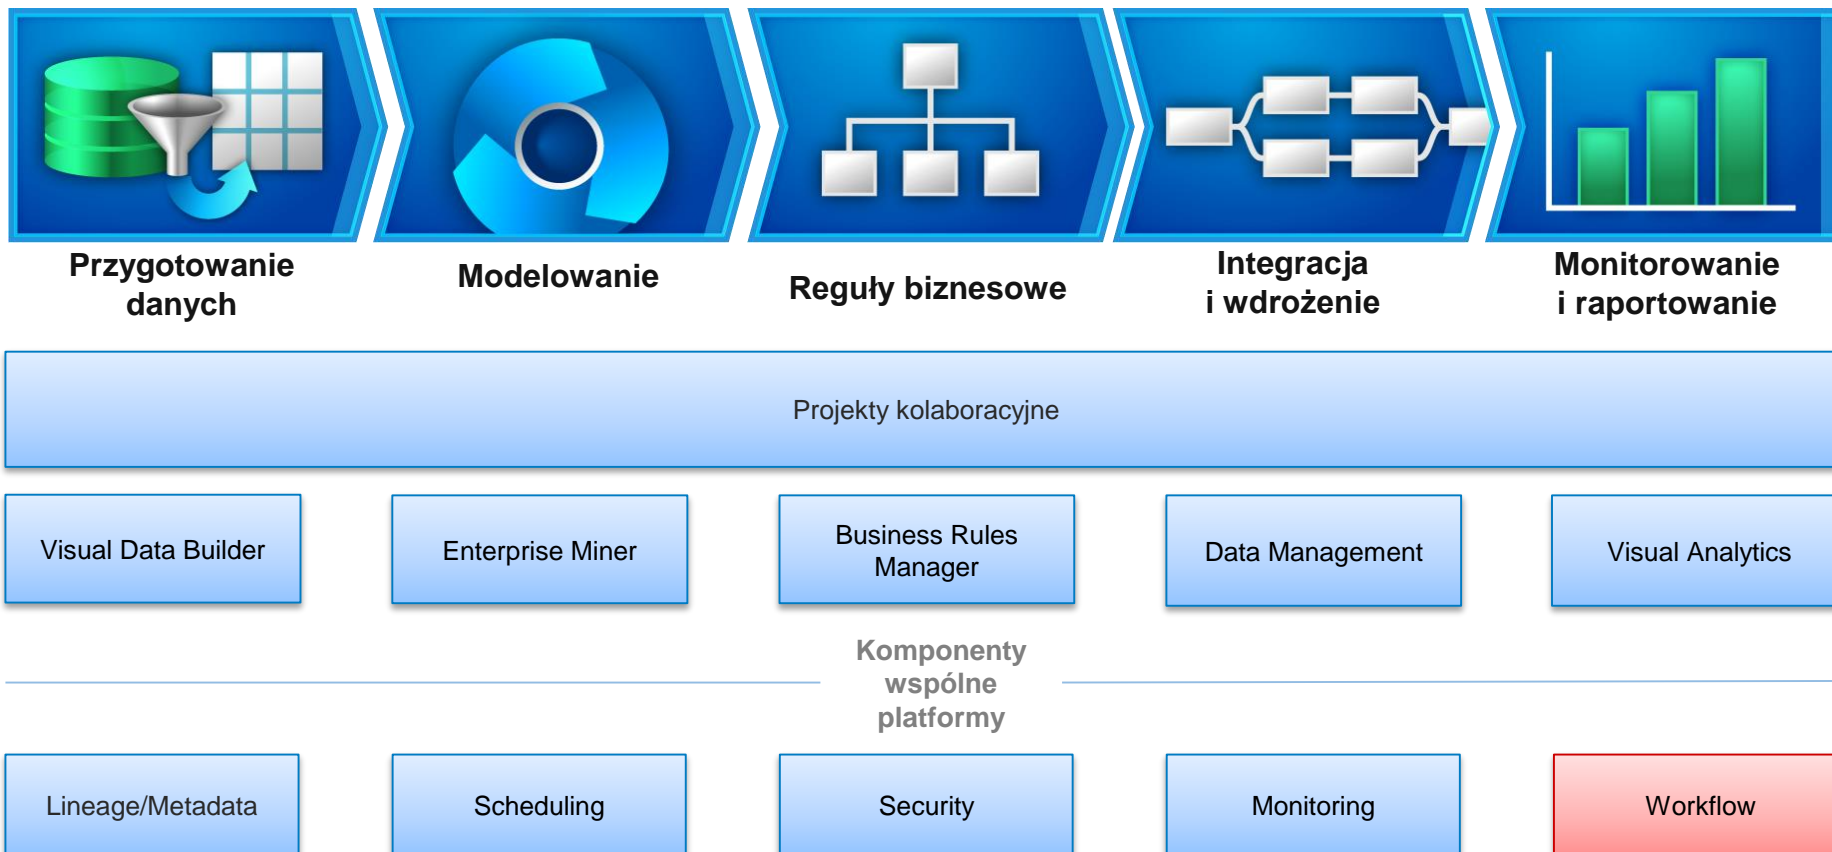 Przygotowanie
danych
Modelowanie
Reguły biznesowe
Integracja
i wdrożenie
Monitorowanie
i raportowanie
Projekty kolaboracyjne
Visual Data Builder
Enterprise Miner
Business Rules
Manager
Data Management
Visual Analytics
Komponenty
wspólne
platformy
Lineage/Metadata
Scheduling
Security
Monitoring
Workflow